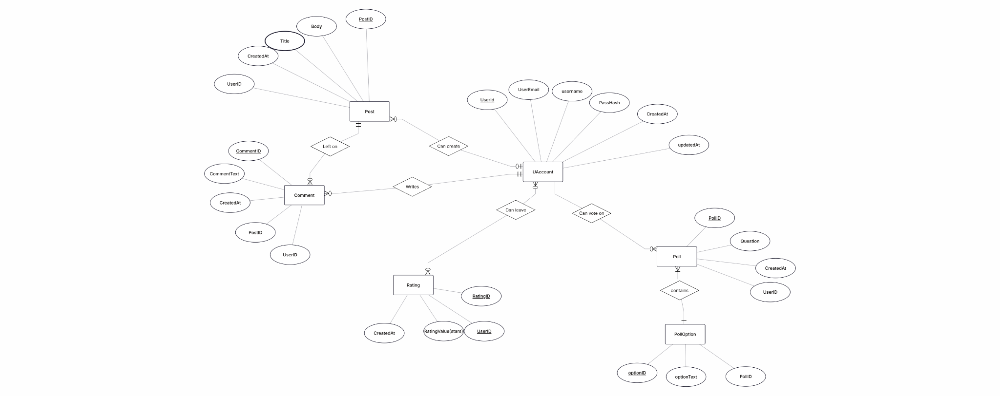 PostID
Body
Title
CreatedAt
UserID
Post
UserId
UserEmail
username
PassHash
CreatedAt
updatedAt
UAccount
Can create
Left on
Writes
CommentID
CommentText
CreatedAt
PostID
UserID
Comment
Can leave
Can vote on
Rating
RatingID
CreatedAt
RatingValue(stars)
UserID
PollID
Question
CreatedAt
UserID
Poll
contains
PollOption
optionID
optionText
PollID